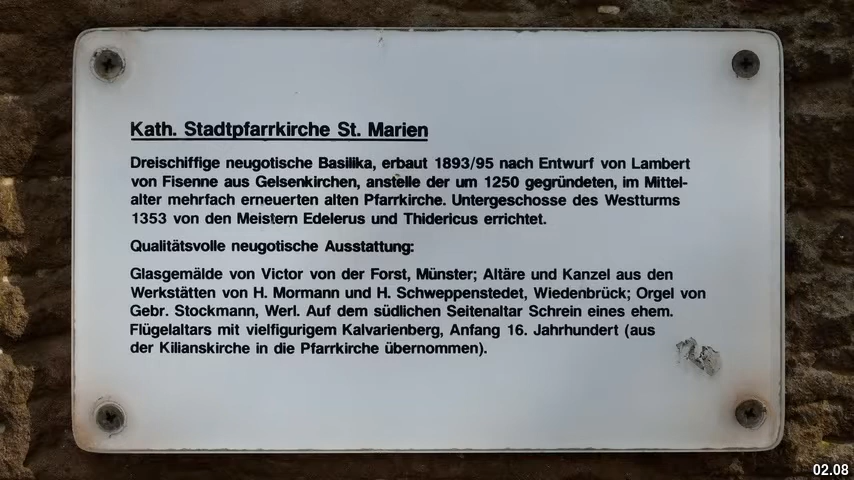 Kath. Stadtpfarrkirche St. Marien
Dreischiffige neugotische Basilika, erbaut 1893/95 nach Entwurf von Lambert
von Fisenne aus Gelsenkirchen, anstelle der um 1250 gegründeten, im Mittel-
alter mehrfach erneuerten alten Pfarrkirche. Untergeschosse des Westturms
1353 von den Meistern Edelerus und Thidericus errichtet.
Qualitätsvolle neugotische Ausstattung:
Glasgemälde von Victor von der Forst, Münster; Altäre und Kanzel aus den
Werkstätten von H. Mormann und H. Schweppenstedet, Wiedenbrück; Orgel von
Gebr. Stockmann, Werl. Auf dem südlichen Seitenaltar Schrein eines ehem.
Flügelaltars mit vielfigurigem Kalvarienberg, Anfang 16. Jahrhundert (aus
der Kilianskirche in die Pfarrkirche übernommen).
02.08